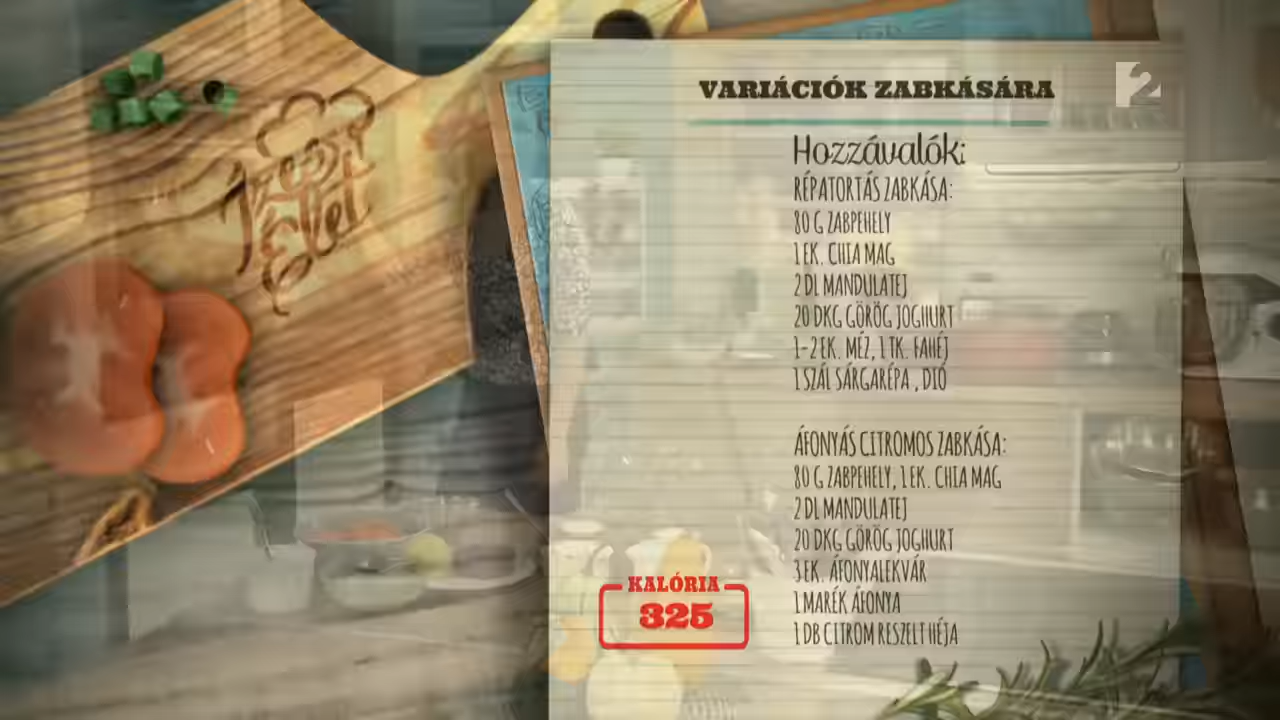 VARIÁCIÓK ZABKÁSÁRA
2
Hozzávalók:
RÉPATORTÁS ZABKÁSA:
80 G ZABPEHELY
1 EK. CHIA MAG
2 DL MANDULATEJ
20 DKG GÖRÖG JOGHURT
1-2 EK. MÉZ, 1 TK. FAHÉJ
1 SZÁL SÁRGARÉPA , DIÓ
ÁFONYÁS CITROMOS ZABKÁSA:
80 G ZABPEHELY, 1 EK. CHIA MAG
2 DL MANDULATEJ
20 DKG GÖRÖG JOGHURT
3 EK. ÁFONYALEKVÁR
1 MARÉK ÁFONYA
1 DB CITROM RESZELT HÉJA
KALÓRIA
325
Ízes
Élet